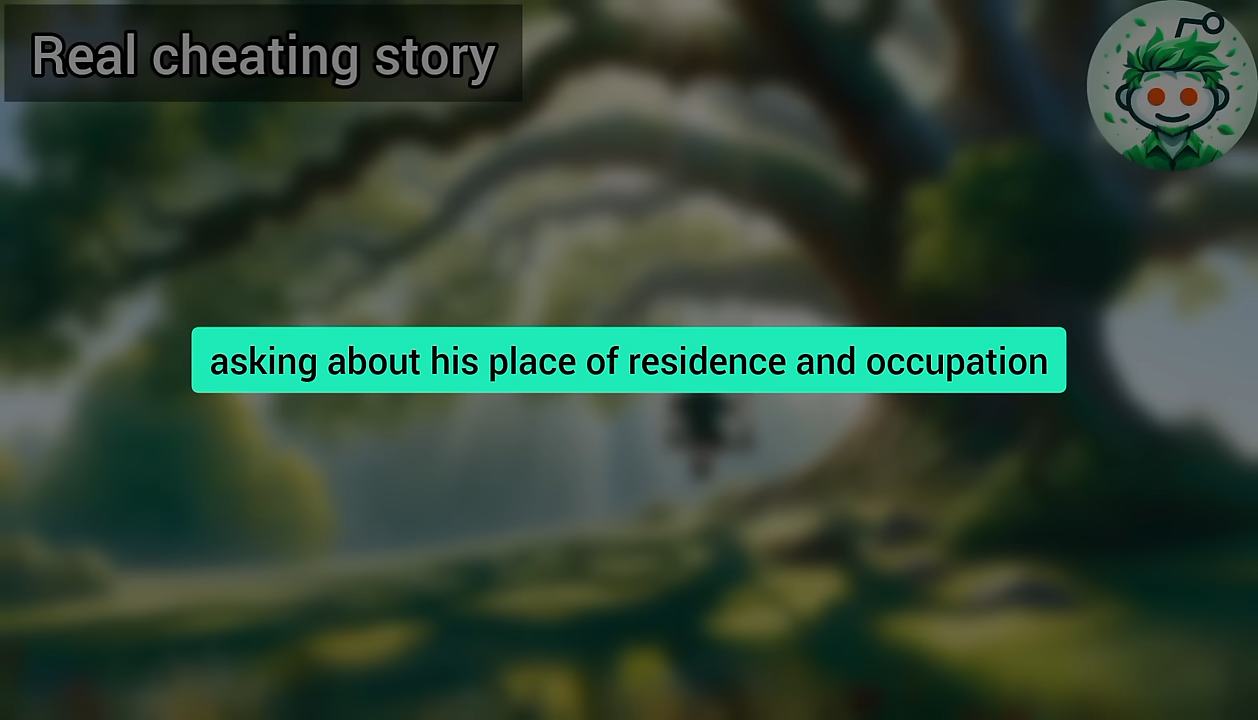 Real cheating story
asking about his place of residence and occupation